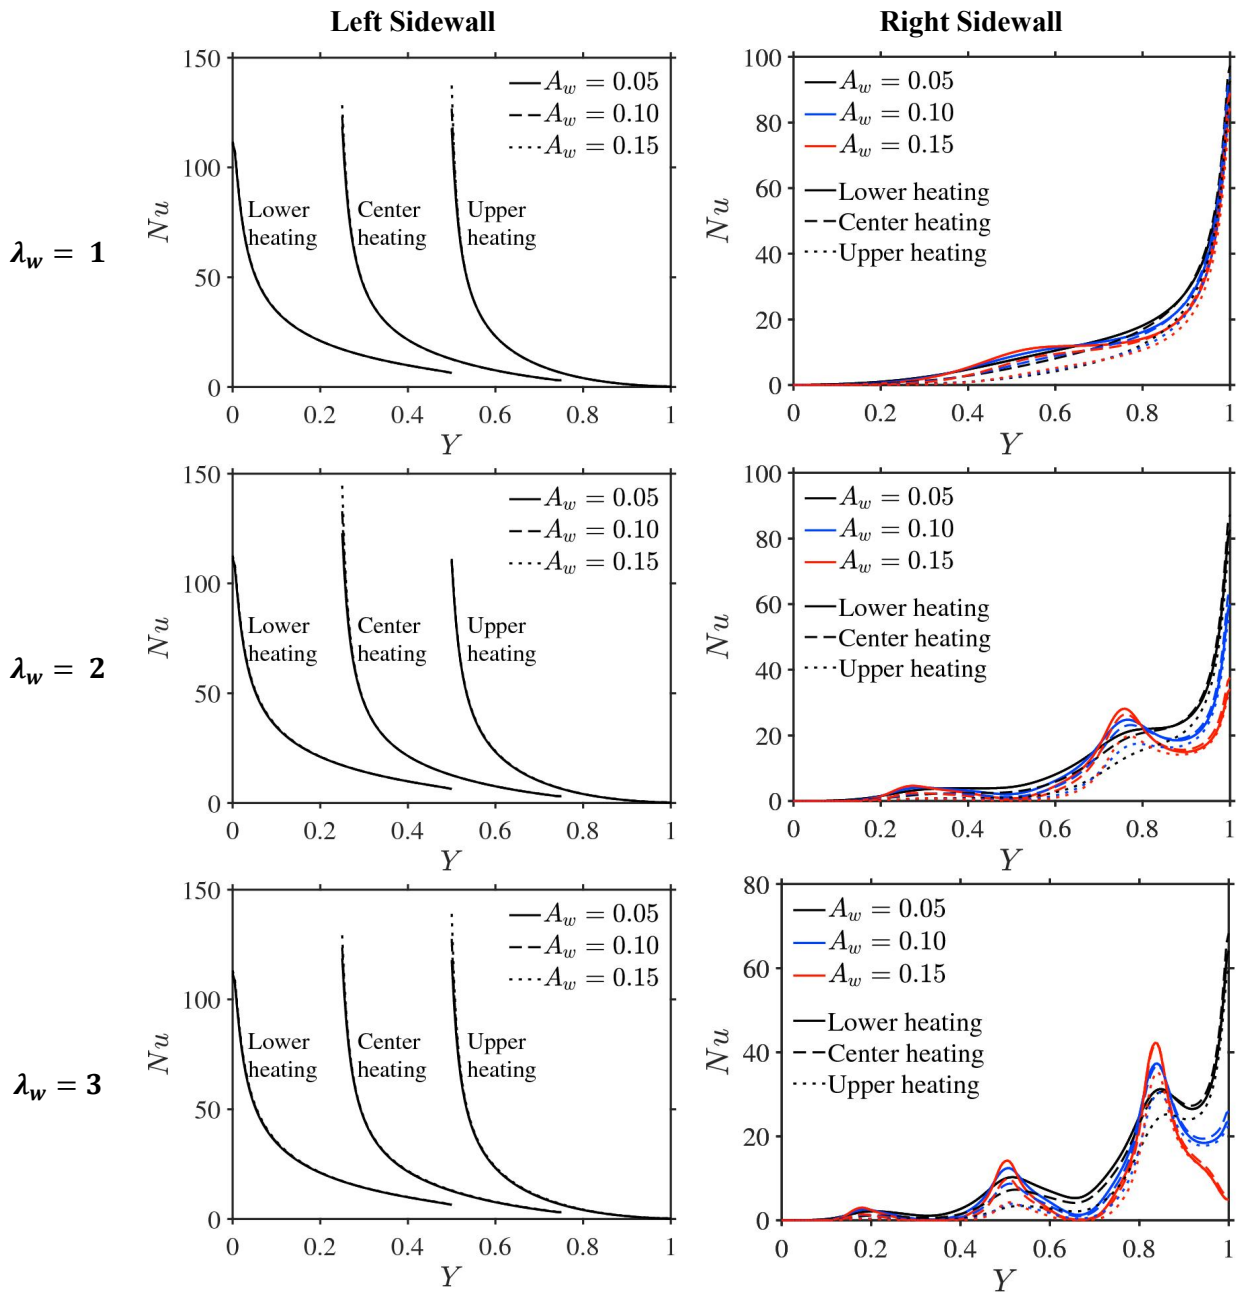 Left Sidewall
Right Sidewall
λw = 1
150
100
50
0
Nu
0 0.2 0.4 0.6 0.8 1
Y
Aw = 0.05
Aw = 0.10
Aw = 0.15
Lower
heating
Center
heating
Upper
heating
100
80
60
40
20
0
Nu
0 0.2 0.4 0.6 0.8 1
Y
Aw = 0.05
Aw = 0.10
Aw = 0.15
Lower heating
Center heating
Upper heating
λw = 2
150
100
50
0
Nu
0 0.2 0.4 0.6 0.8 1
Y
Aw = 0.05
Aw = 0.10
Aw = 0.15
Lower
heating
Center
heating
Upper
heating
100
80
60
40
20
0
Nu
0 0.2 0.4 0.6 0.8 1
Y
Aw = 0.05
Aw = 0.10
Aw = 0.15
Lower heating
Center heating
Upper heating
λw = 3
150
100
50
0
Nu
0 0.2 0.4 0.6 0.8 1
Y
Aw = 0.05
Aw = 0.10
Aw = 0.15
Lower
heating
Center
heating
Upper
heating
80
60
40
20
0
Nu
0 0.2 0.4 0.6 0.8 1
Y
Aw = 0.05
Aw = 0.10
Aw = 0.15
Lower heating
Center heating
Upper heating